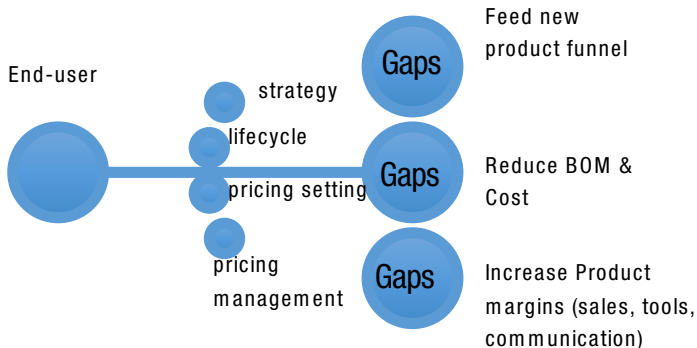 End-user
strategy
lifecycle
pricing setting
pricing
management
Gaps
Feed new
product funnel
Gaps
Reduce BOM &
Cost
Gaps
Increase Product
margins (sales, tools,
communication)